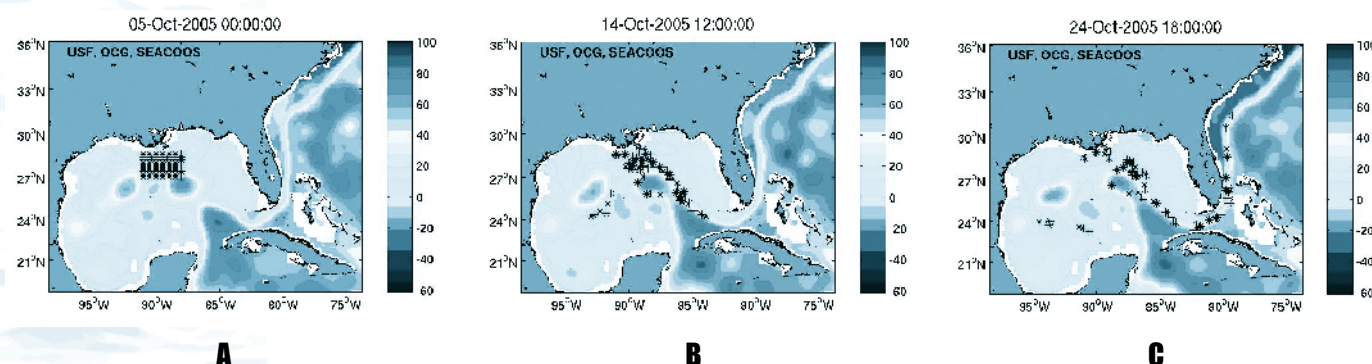 05-Oct-2005 00:00:00
USF, OCG, SEACOOS
36°N
33°N
30°N
27°N
24°N
21°N
95°W 90°W 85°W 80°W 75°W
100
80
60
40
20
0
-20
-40
60
A
14-Oct-2005 12:00:00
USF, OCG, SEACOOS
36°N
33°N
30°N
27°N
24°N
21°N
95°W 90°W 85°W 80°W 75°W
100
80
60
40
20
0
20
40
60
B
24-Oct-2005 18:00:00
USF, OCG, SEACOOS
36°N
33°N
30°N
27°N
24°N
21°N
95°W 90°W 85°W 80°W 75°W
100
80
60
40
20
0
-20
-40
60
C